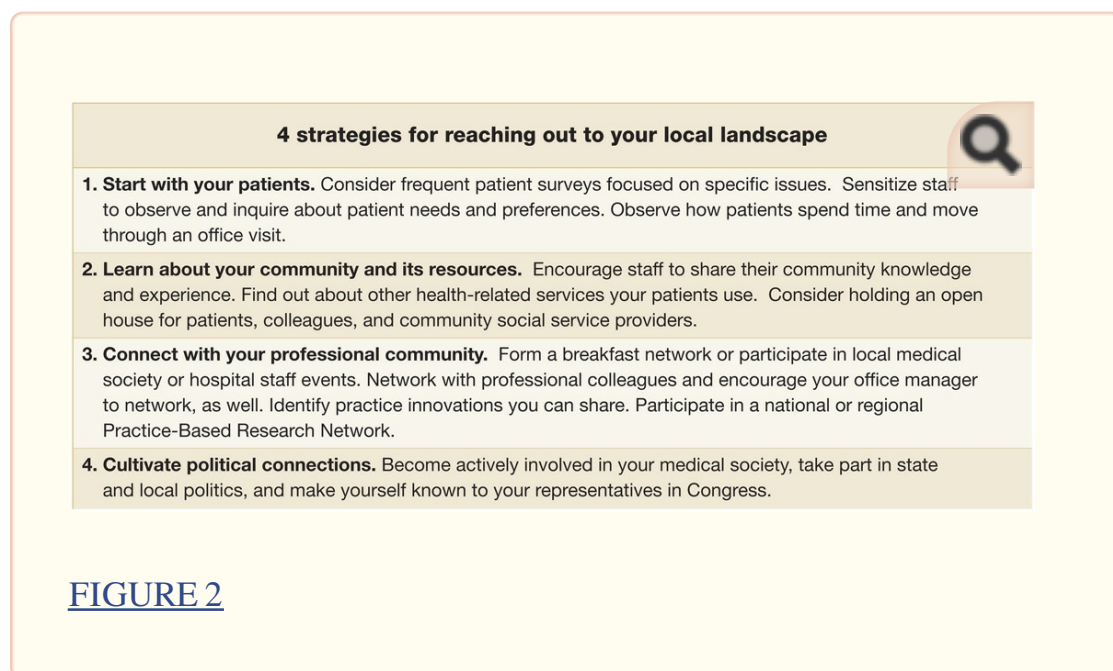 4 strategies for reaching out to your local landscape
1. Start with your patients. Consider frequent patient surveys focused on specific issues.  Sensitize staff
to observe and inquire about patient needs and preferences. Observe how patients spend time and move
through an office visit.
2. Learn about your community and its resources.  Encourage staff to share their community knowledge
and experience. Find out about other health-related services your patients use.  Consider holding an open
house for patients, colleagues, and community social service providers.
3. Connect with your professional community.  Form a breakfast network or participate in local medical
society or hospital staff events. Network with professional colleagues and encourage your office manager
to network, as well. Identify practice innovations you can share. Participate in a national or regional
Practice-Based Research Network.
4. Cultivate political connections. Become actively involved in your medical society, take part in state
and local politics, and make yourself known to your representatives in Congress.
FIGURE 2